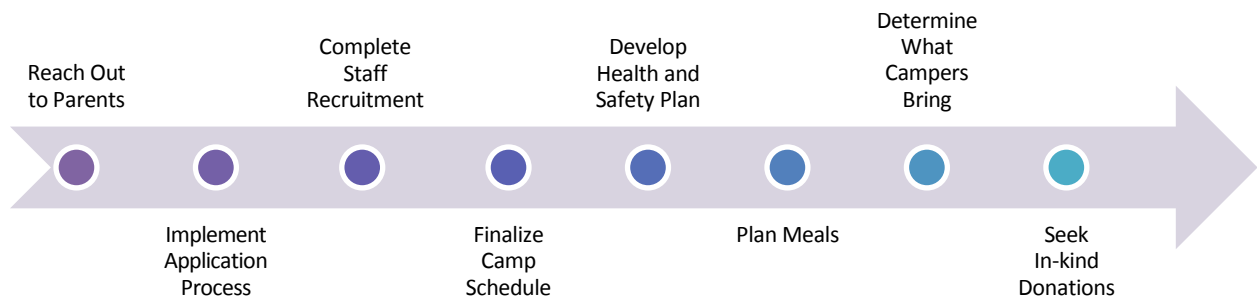 Reach Out
to Parents
Implement
Application
Process
Complete
Staff
Recruitment
Finalize
Camp
Schedule
Develop
Health and
Safety Plan
Plan Meals
Determine
What
Campers
Bring
Seek
In-kind
Donations